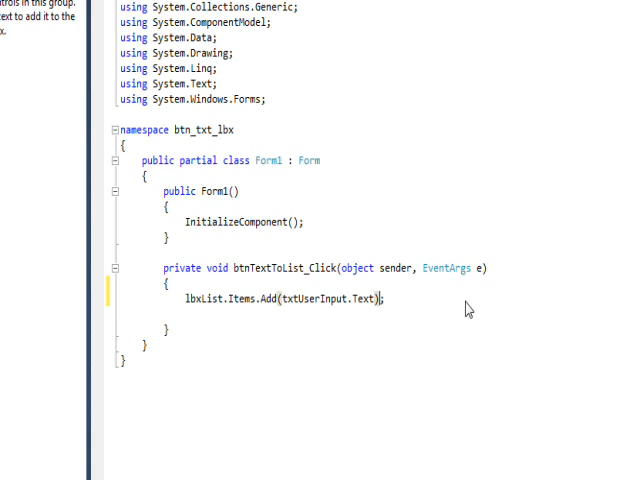 trols in this group.
ext to add it to the
x.
using System.Collections.Generic;
using System.ComponentModel;
using System.Data;
using System.Drawing;
using System.Linq;
using System.Text;
using System.Windows.Forms;
namespace btn_txt_lbx
{
public partial class Form1 : Form
{
public Form1()
{
InitializeComponent();
}
private void btnTextToList_Click(object sender, EventArgs e)
{
lbxList.Items.Add(txtUserInput.Text);
}
}
}